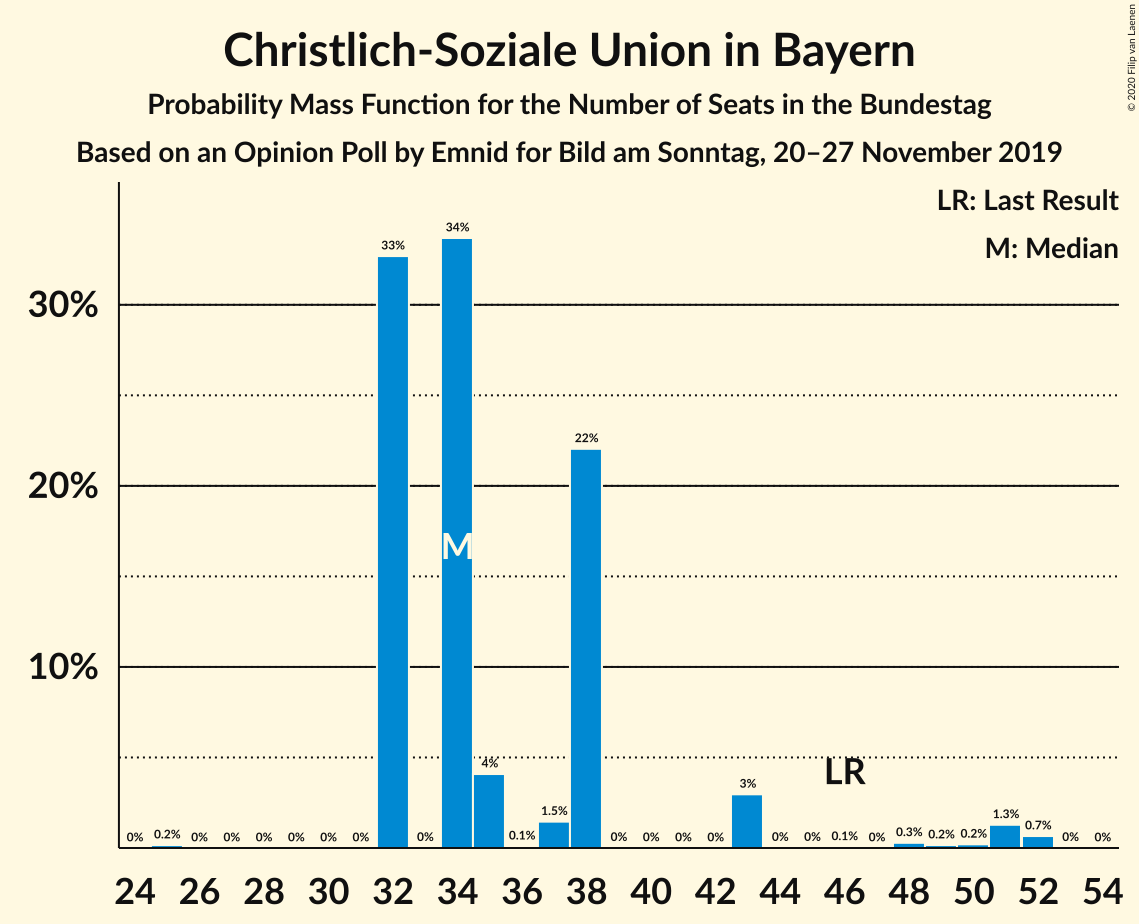 Christlich-Soziale Union in Bayern
Probability Mass Function for the Number of Seats in the Bundestag
Based on an Opinion Poll by Emnid for Bild am Sonntag, 20–27 November 2019
© 2020 Filip van Laenen
LR: Last Result
M: Median
30%
20%
10%
0% 0.2% 0% 0% 0% 0% 0% 0% 33% 0% 34% 4% 0.1% 1.5% 22% 0% 0% 0% 0% 3% 0% 0% 0.1% 0% 0.3% 0.2% 0.2% 1.3% 0.7% 0% 0%
M
LR
24 26 28 30 32 34 36 38 40 42 44 46 48 50 52 54